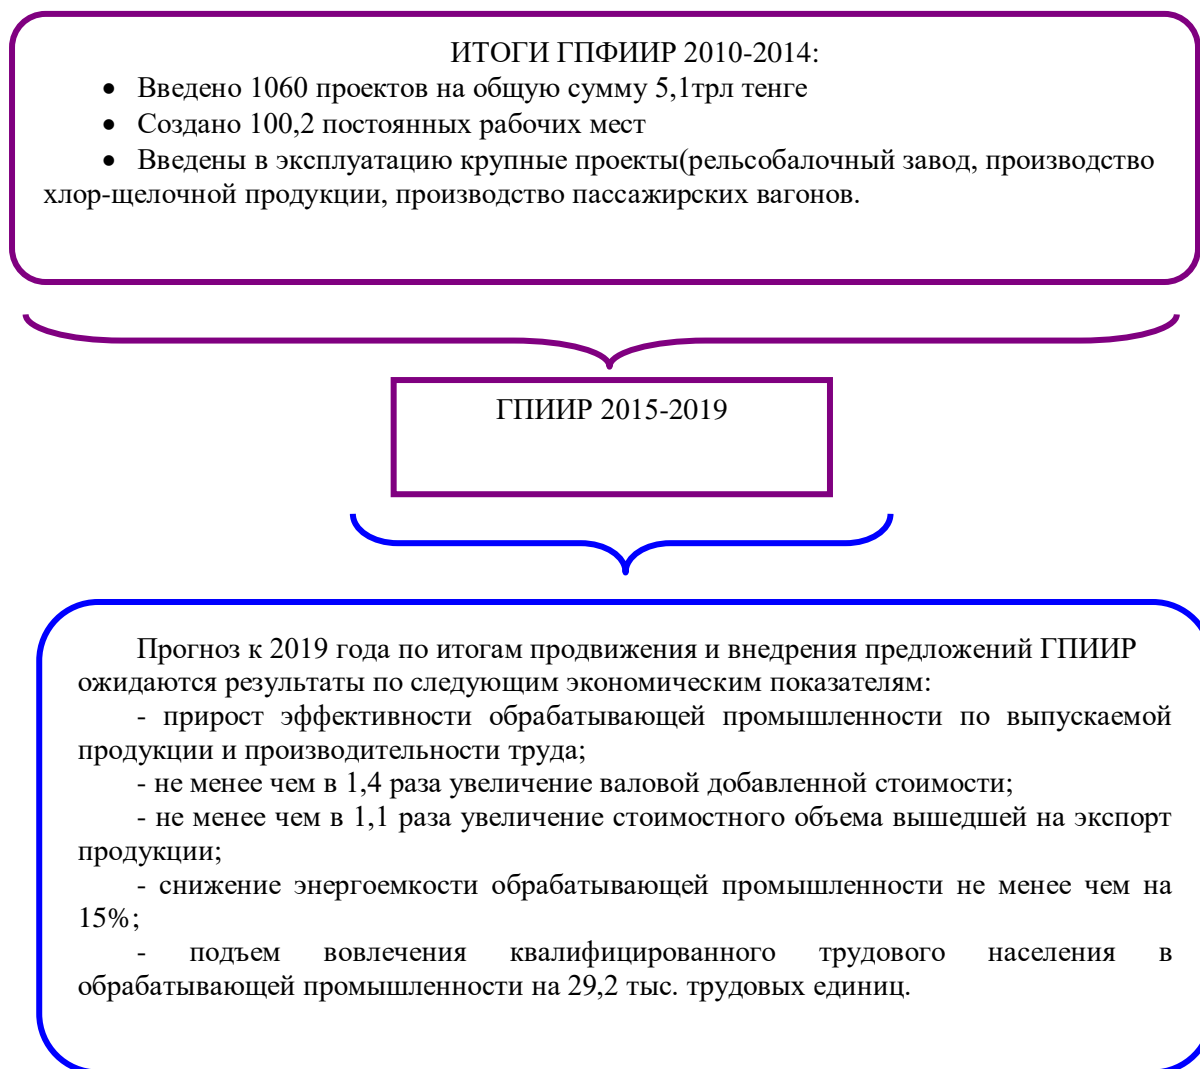 ИТОГИ ГПФИИР 2010-2014:
• Введено 1060 проектов на общую сумму 5,1трл тенге
• Создано 100,2 постоянных рабочих мест
• Введены в эксплуатацию крупные проекты(рельсобалочный завод, производство
хлор-щелочной продукции, производство пассажирских вагонов.
ГПИИР 2015-2019
Прогноз к 2019 года по итогам продвижения и внедрения предложений ГПИИР
ожидаются результаты по следующим экономическим показателям:
- прирост эффективности обрабатывающей промышленности по выпускаемой
продукции и производительности труда;
- не менее чем в 1,4 раза увеличение валовой добавленной стоимости;
- не менее чем в 1,1 раза увеличение стоимостного объема вышедшей на экспорт
продукции;
- снижение энергоемкости обрабатывающей промышленности не менее чем на
15%;
- подъем вовлечения квалифицированного трудового населения в
обрабатывающей промышленности на 29,2 тыс. трудовых единиц.